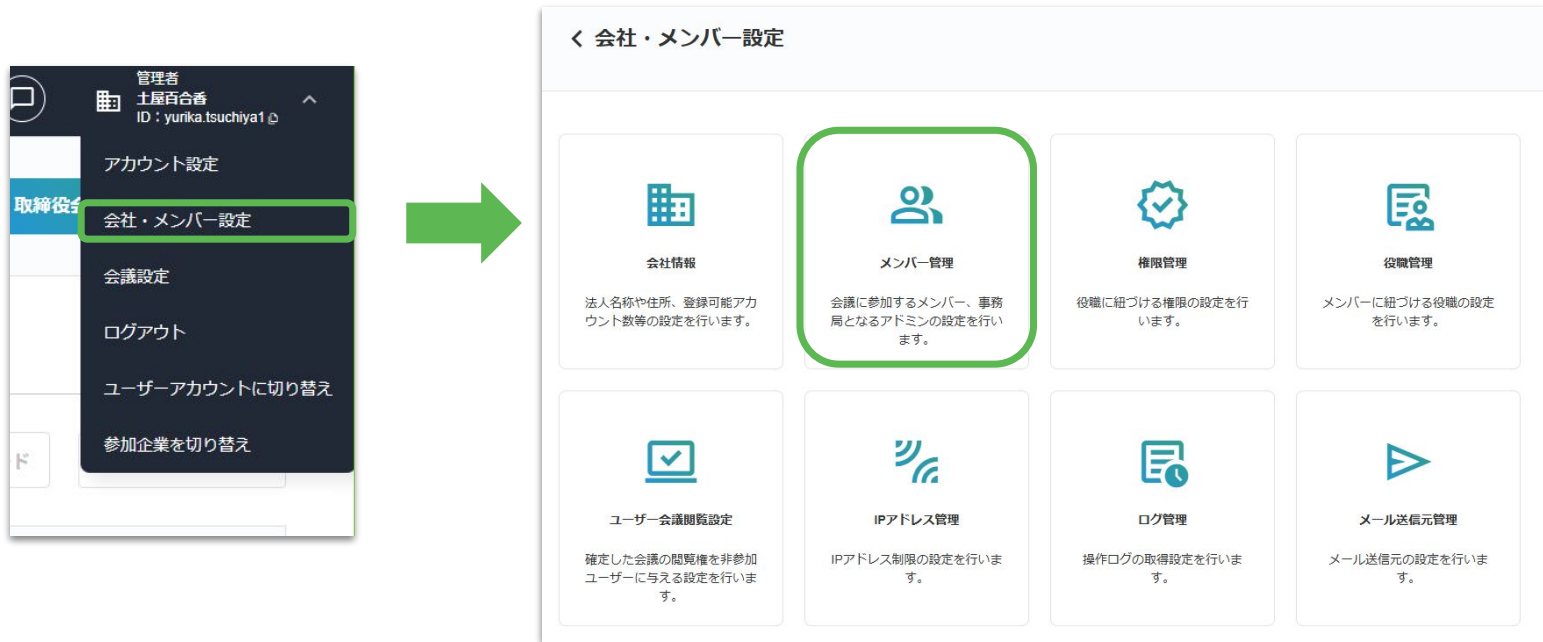 管理者
土屋百合香
ID：yurika.tsuchiya1
アカウント設定
取締役会
会社・メンバー設定
会議設定
ログアウト
ユーザーアカウントに切り替え
参加企業を切り替え
ド
会社・メンバー設定
会社情報
法人名称や住所、登録可能アカ
ウント数等の設定を行います。
メンバー管理
会議に参加するメンバー、事務
局となるアドミンの設定を行い
ます。
権限管理
役職に紐づける権限の設定を行
います。
役職管理
メンバーに紐づける役職の設定
を行います。
ユーザー会議閲覧設定
確定した会議の閲覧権を非参加
ユーザーに与える設定を行いま
す。
IPアドレス管理
IPアドレス制限の設定を行いま
す。
ログ管理
操作ログの取得設定を行いま
す。
メール送信元管理
メール送信元の設定を行いま
す。